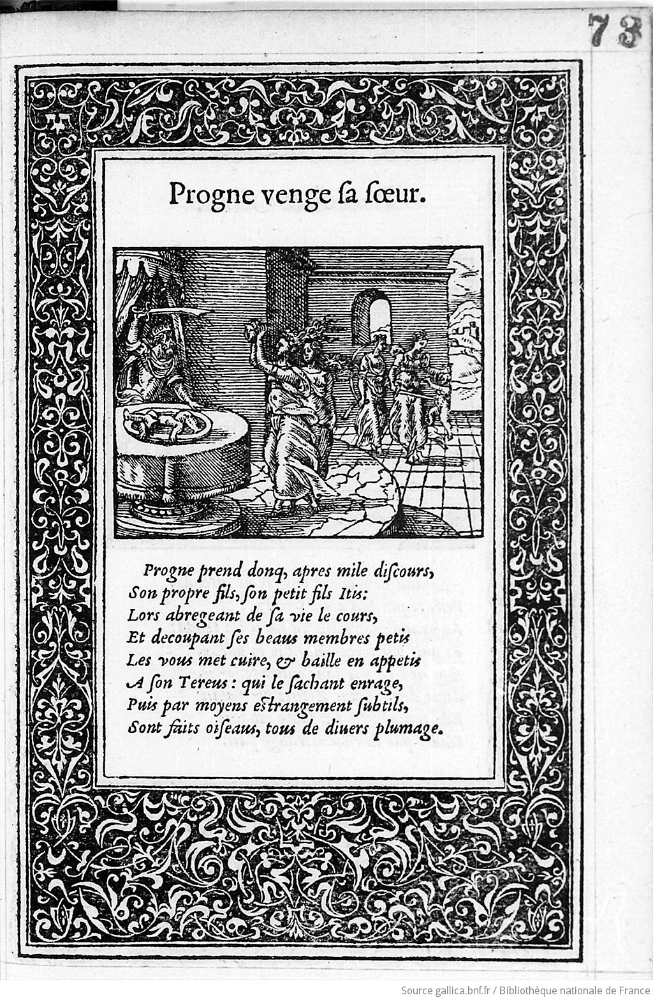 73
Progne venge ſa ſœur.
Progne prend donq, apres mile diſcours,
Son propre fils, ſon petit fils Itis:
Lors abregeant de ſa vie le cours,
Et decoupant ſes beaus membres petis
Les vous met cuire, & baille en appetis
A ſon Tereus: qui le ſachant enrage,
Puis par moyens eſtrangement ſubtils,
Sont faits oiſeaus, tous de diuers plumage.
Source gallica.bnf.fr / Bibliothèque nationale de France